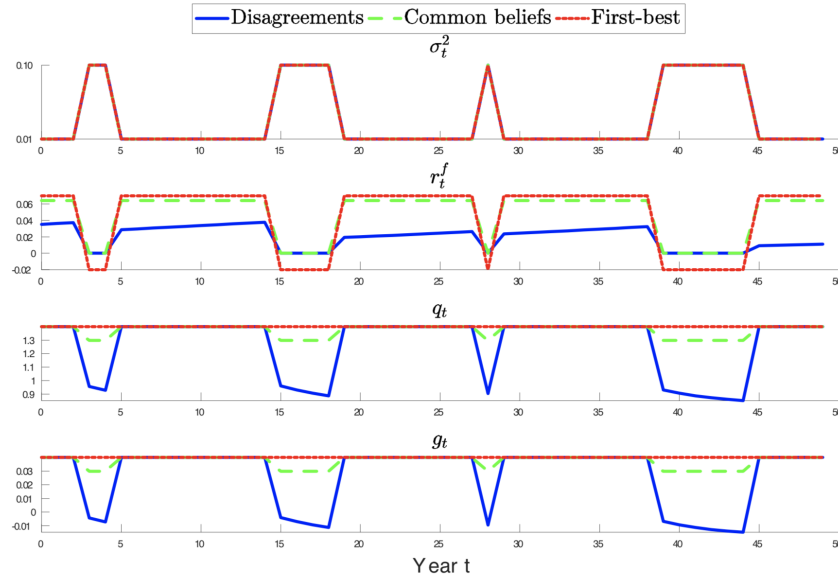 Disagreements Common beliefs First-best
σ_t^2
0.10
0.01
0 5 10 15 20 25 30 35 40 45 50
r_t^f
0.06
0.04
0.02
0
-0.02
0 5 10 15 20 25 30 35 40 45 50
q_t
1.3
1.2
1.1
1
0.9
0 5 10 15 20 25 30 35 40 45 50
g_t
0.03
0.02
0.01
0
-0.01
0 5 10 15 20 25 30 35 40 45 50
Year t